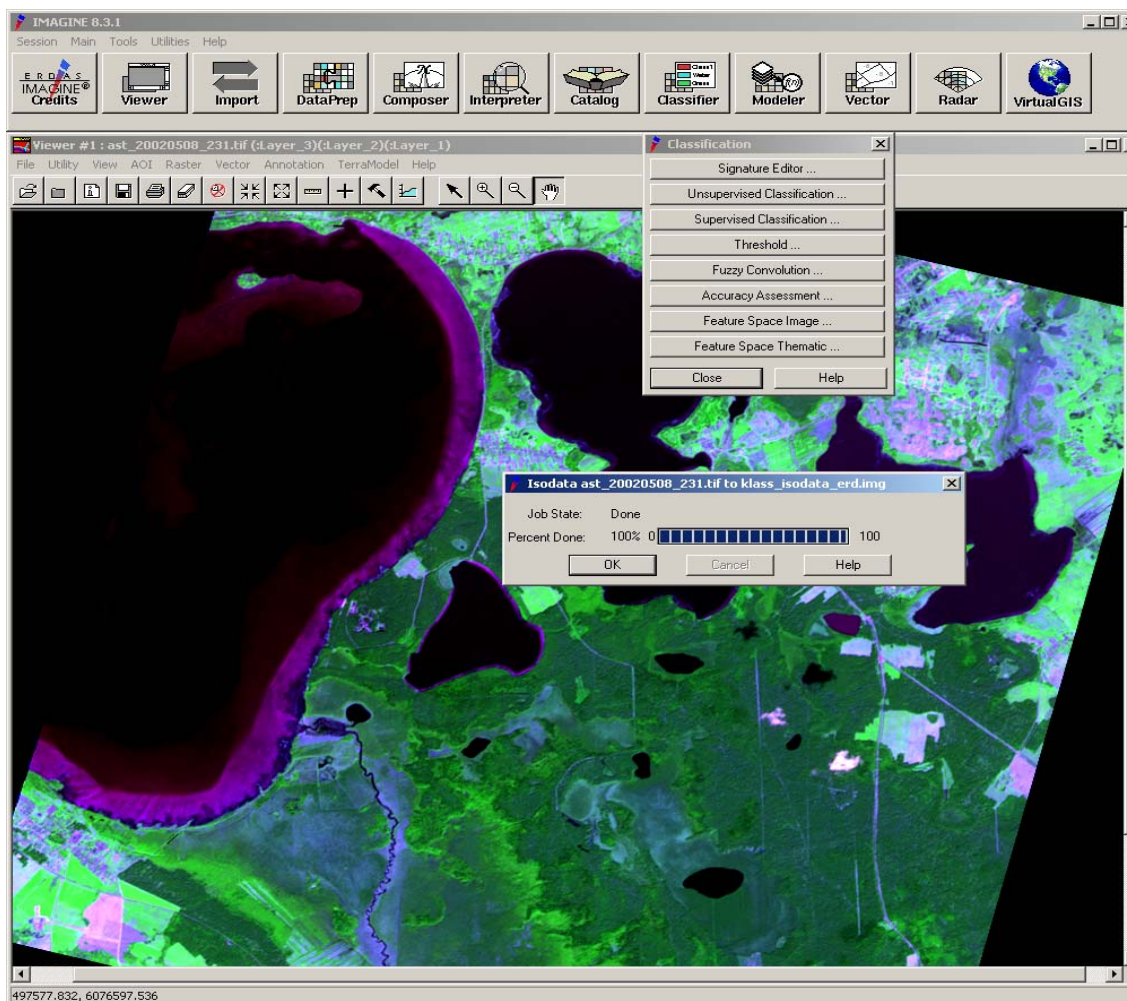 IMAGINE 8.3.1
Session Main Tools Utilities Help
ERDAS
IMAGINE®
Credits
Viewer
Import
DataPrep
Composer
Interpreter
Catalog
Class1
Water
Grass
Classifier
f(n)
Modeler
Vector
Radar
VirtualGIS
Viewer #1 : ast_20020508_231.tif (:Layer_3)(:Layer_2)(:Layer_1)
File Utility View AOI Raster Vector Annotation TerraModel Help
Classification
Signature Editor ...
Unsupervised Classification ...
Supervised Classification ...
Threshold ...
Fuzzy Convolution ...
Accuracy Assessment ...
Feature Space Image ...
Feature Space Thematic ...
Close Help
Isodata ast_20020508_231.tif to klass_isodata_erd.img
Job State: Done
Percent Done: 100% 0 100
OK Cancel Help
497577.832, 6076597.536